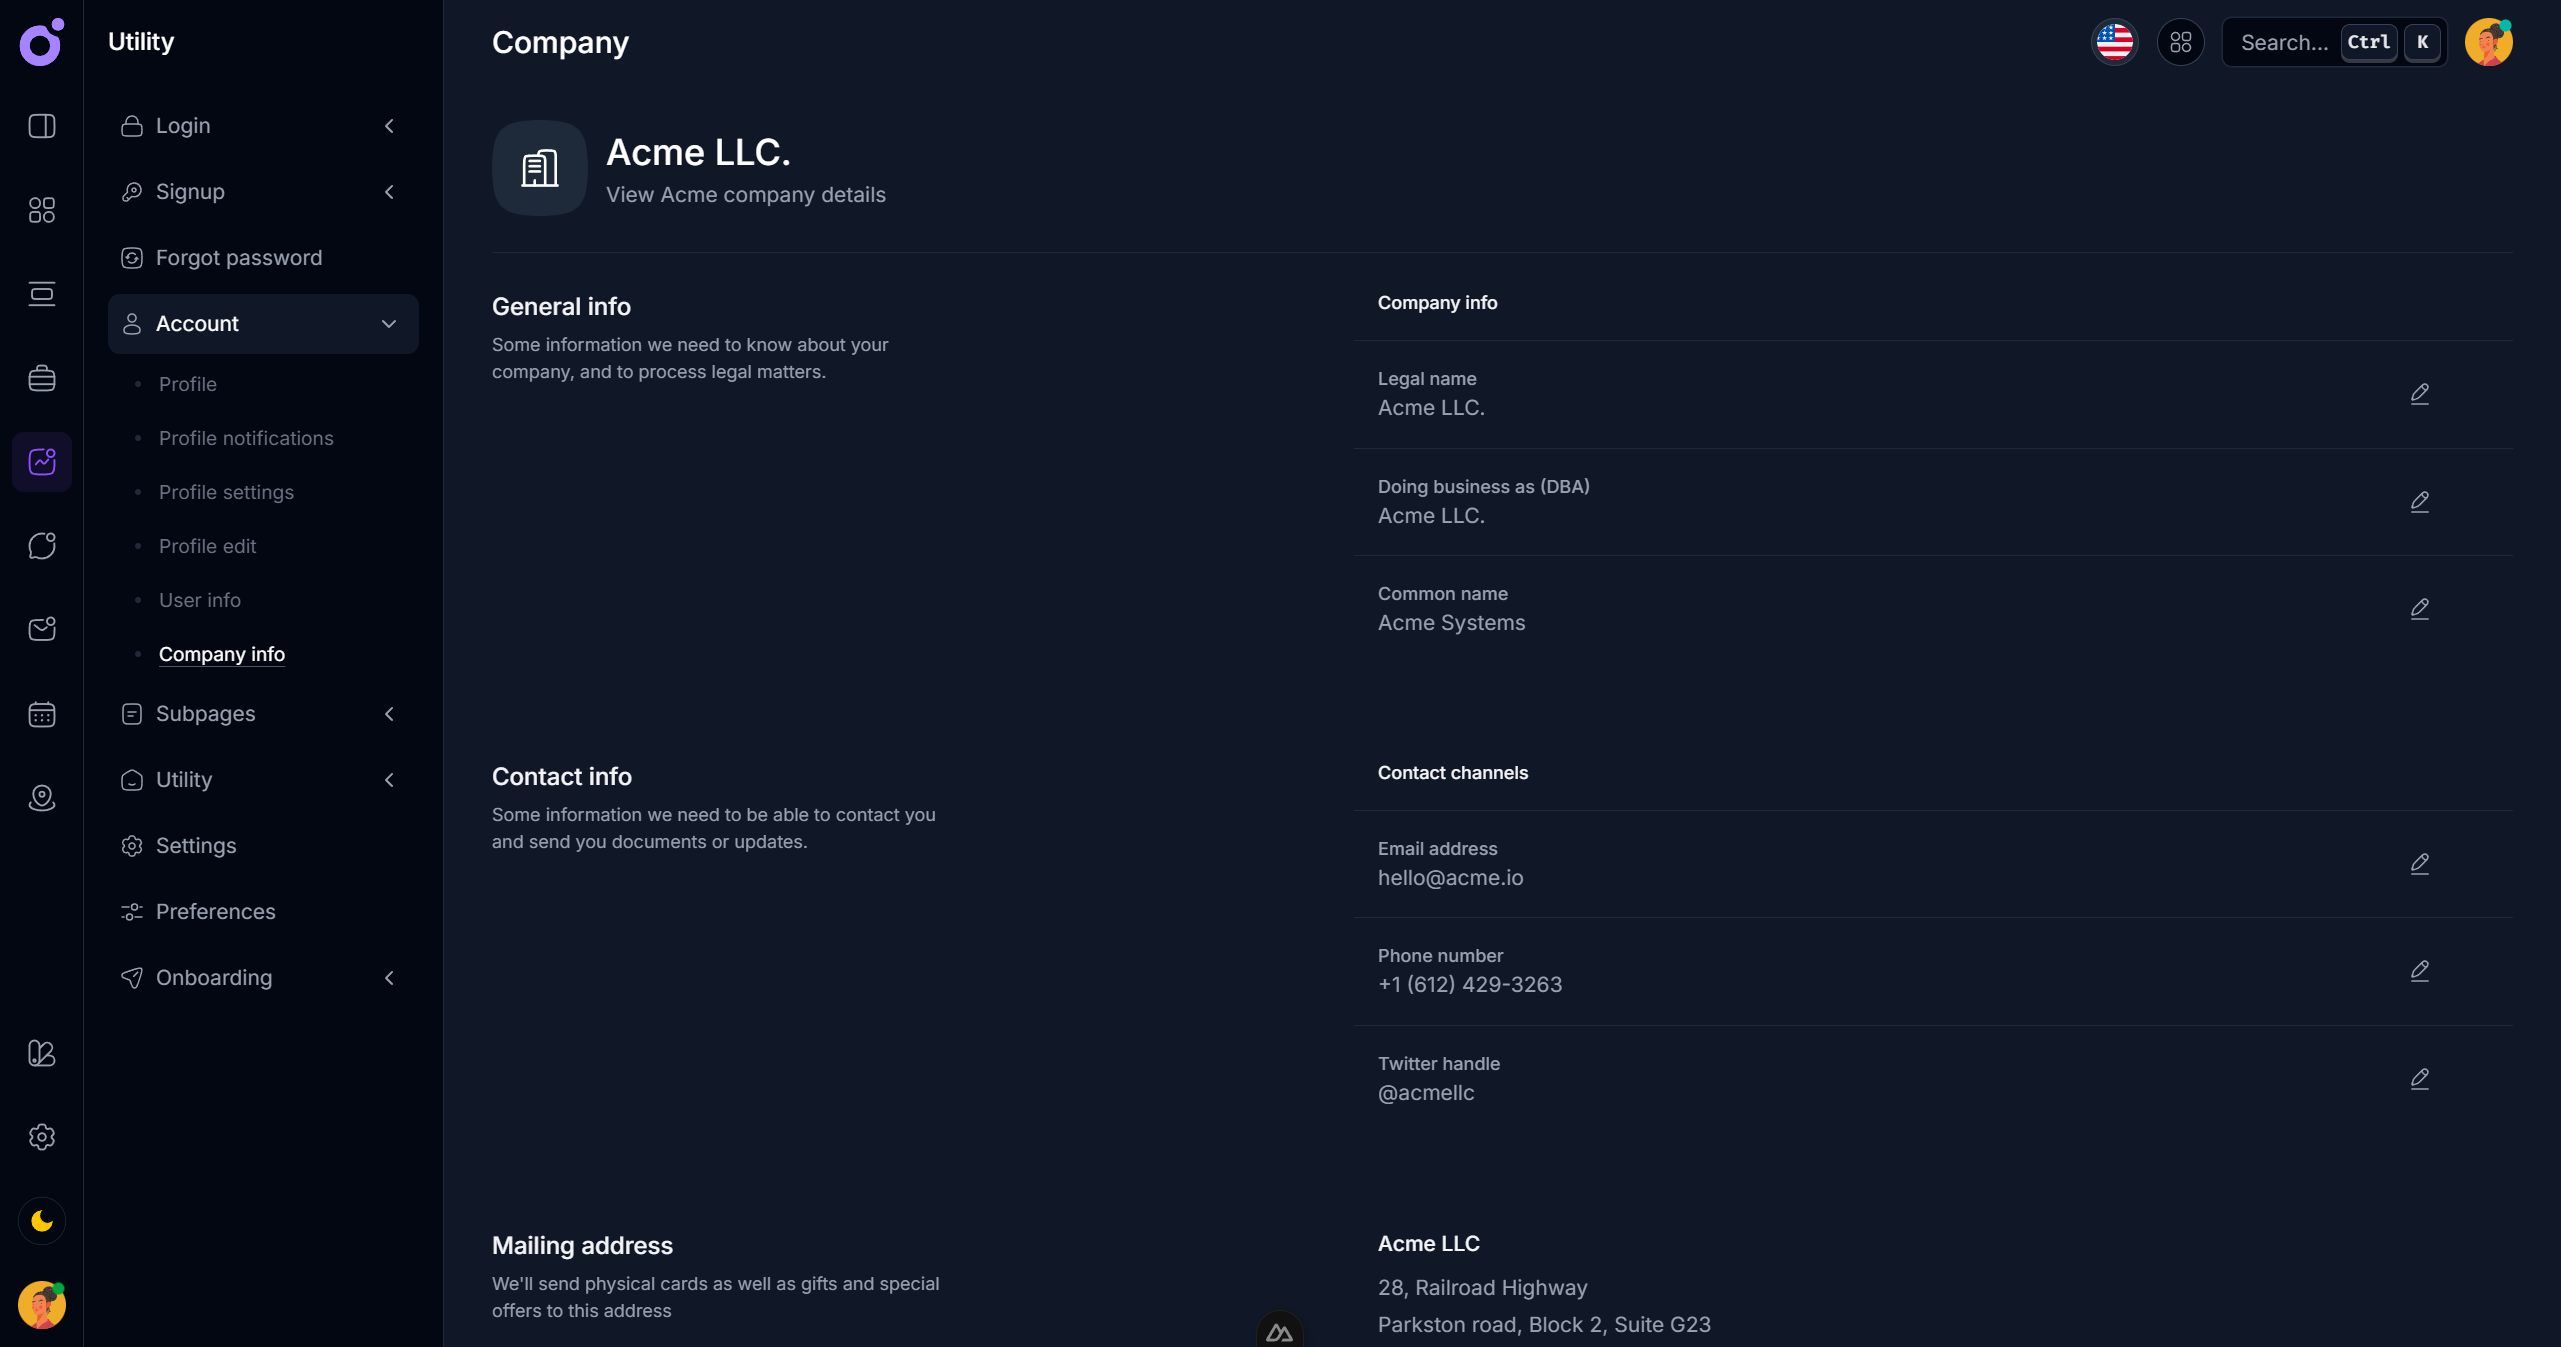 Utility
Login
Signup
Forgot password
Account
Profile
Profile notifications
Profile settings
Profile edit
User info
Company info
Subpages
Utility
Settings
Preferences
Onboarding
Company
Search... Ctrl K
Acme LLC.
View Acme company details
General info
Some information we need to know about your
company, and to process legal matters.
Company info
Legal name
Acme LLC.
Doing business as (DBA)
Acme LLC.
Common name
Acme Systems
Contact info
Some information we need to be able to contact you
and send you documents or updates.
Contact channels
Email address
hello@acme.io
Phone number
+1 (612) 429-3263
Twitter handle
@acmellc
Mailing address
We'll send physical cards as well as gifts and special
offers to this address
Acme LLC
28, Railroad Highway
Parkston road, Block 2, Suite G23